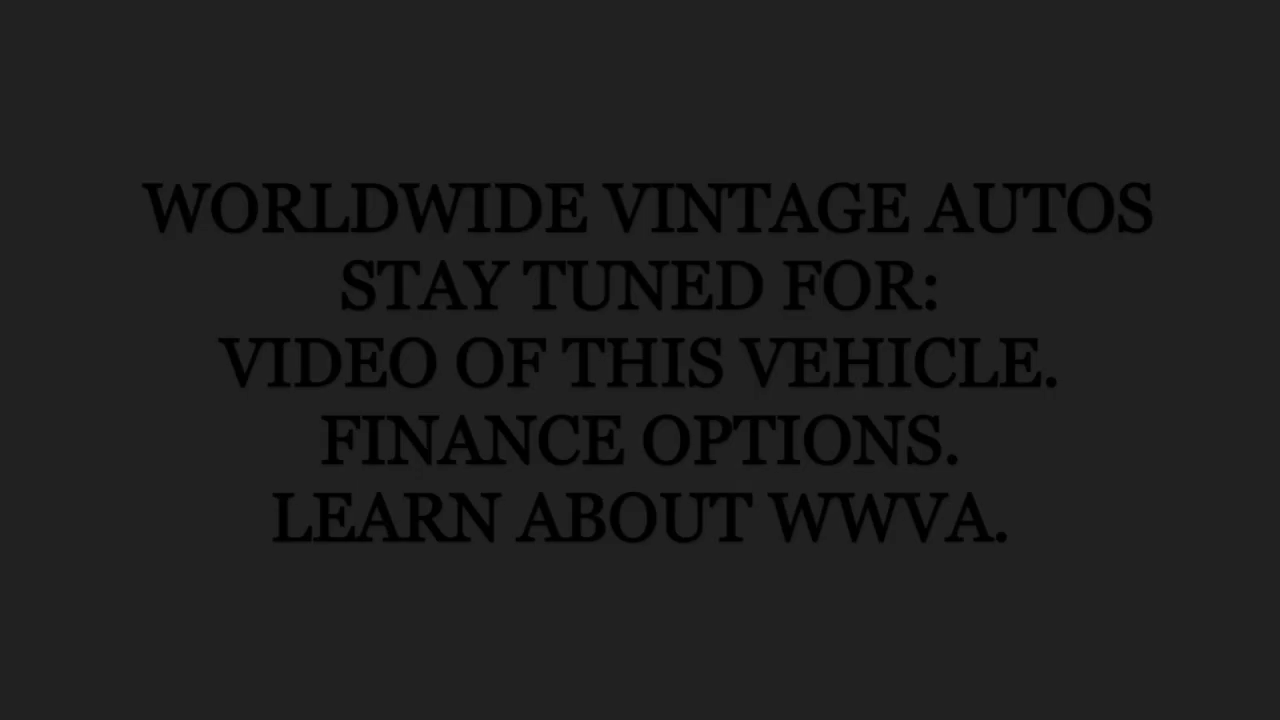 WORLDWIDE VINTAGE AUTOS
STAY TUNED FOR:
VIDEO OF THIS VEHICLE.
FINANCE OPTIONS.
LEARN ABOUT WWVA.